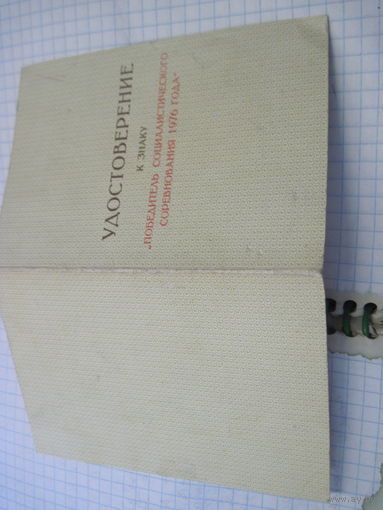 УДОСТОВЕРЕНИЕ
К ЗНАКУ
„ПОБЕДИТЕЛЬ СОЦИАЛИСТИЧЕСКОГО
СОРЕВНОВАНИЯ 1976 ГОДА"